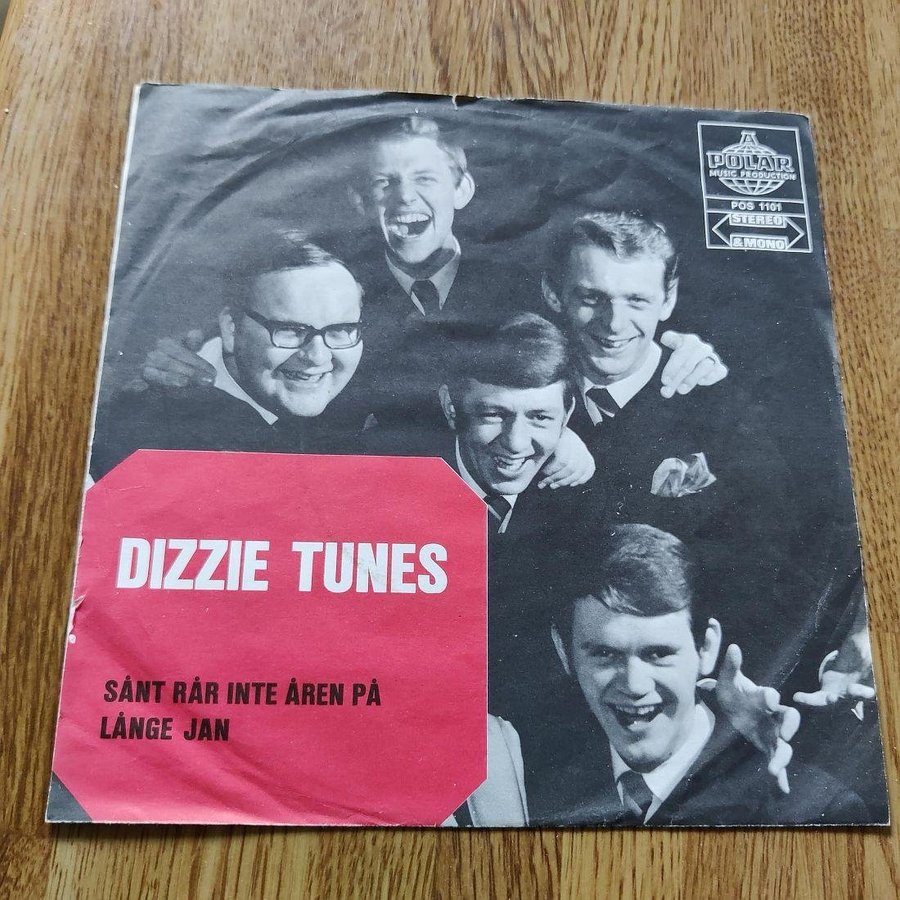 POLAR
MUSIC PRODUCTION
POS 1101
STEREO
& MONO
DIZZIE TUNES
SÅNT RÅR INTE ÅREN PÅ
LÅNGE JAN